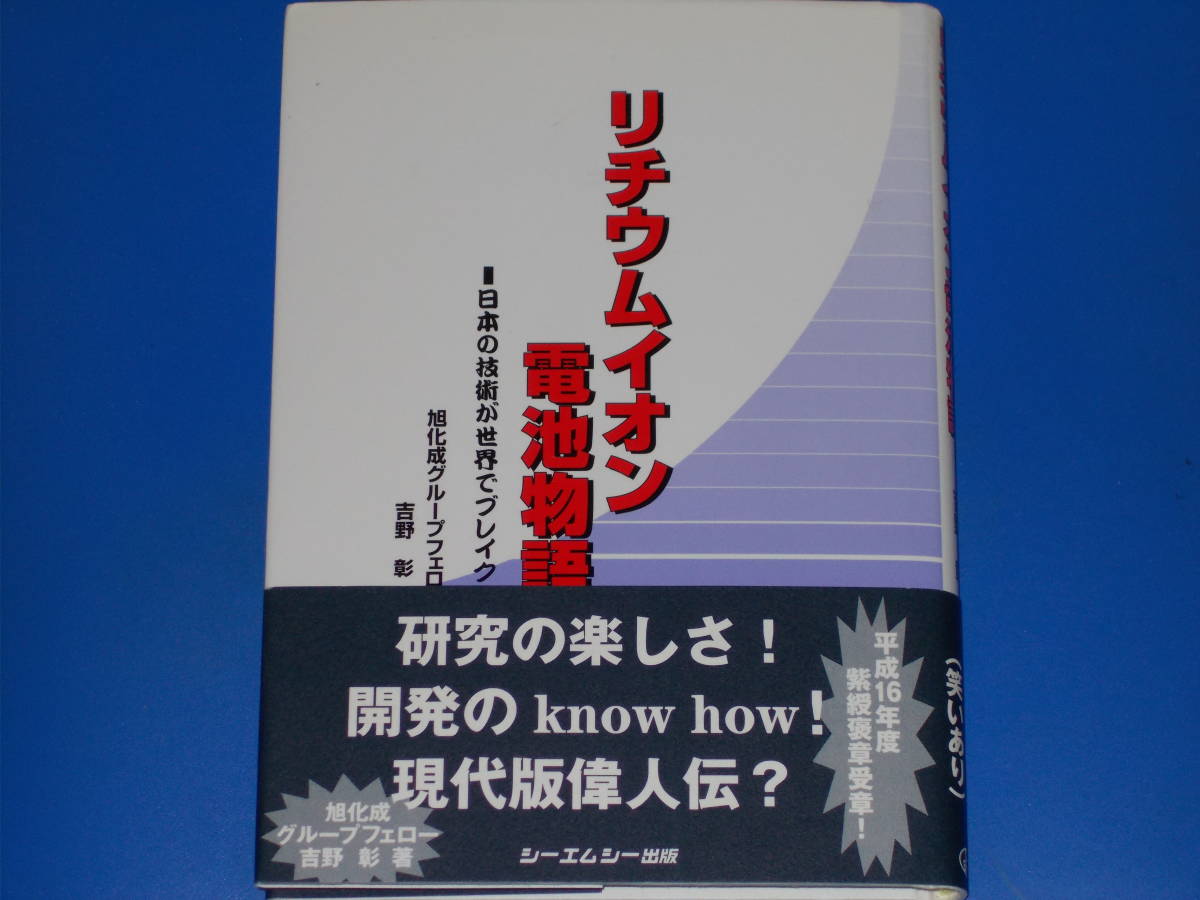 リチウムイオン
電池物語
■日本の技術が世界でブレイク
旭化成グループフェロ
吉野 彰
研究の楽しさ！
開発の know how！
現代版偉人伝？
平成16年度
紫綬褒章受章！
旭化成
グループフェロー
吉野 彰 著
シーエムシー出版
(笑いあり)